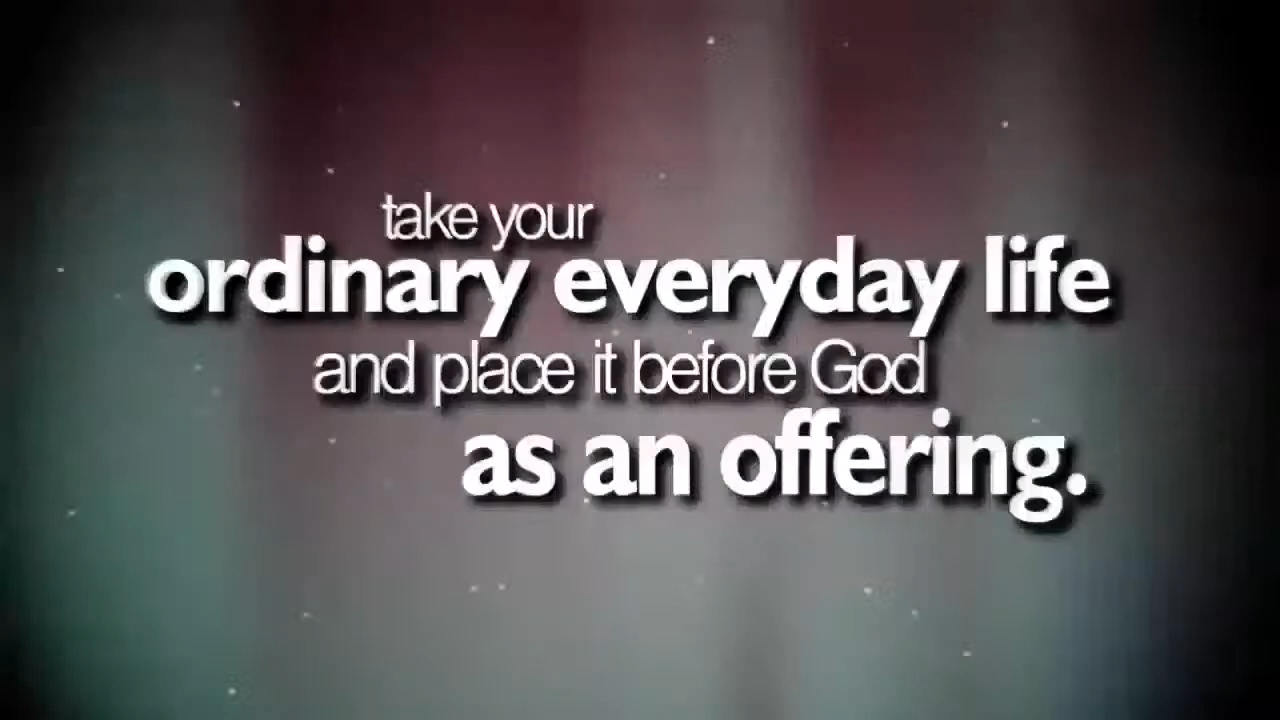 take your
ordinary everyday life
and place it before God
as an offering.